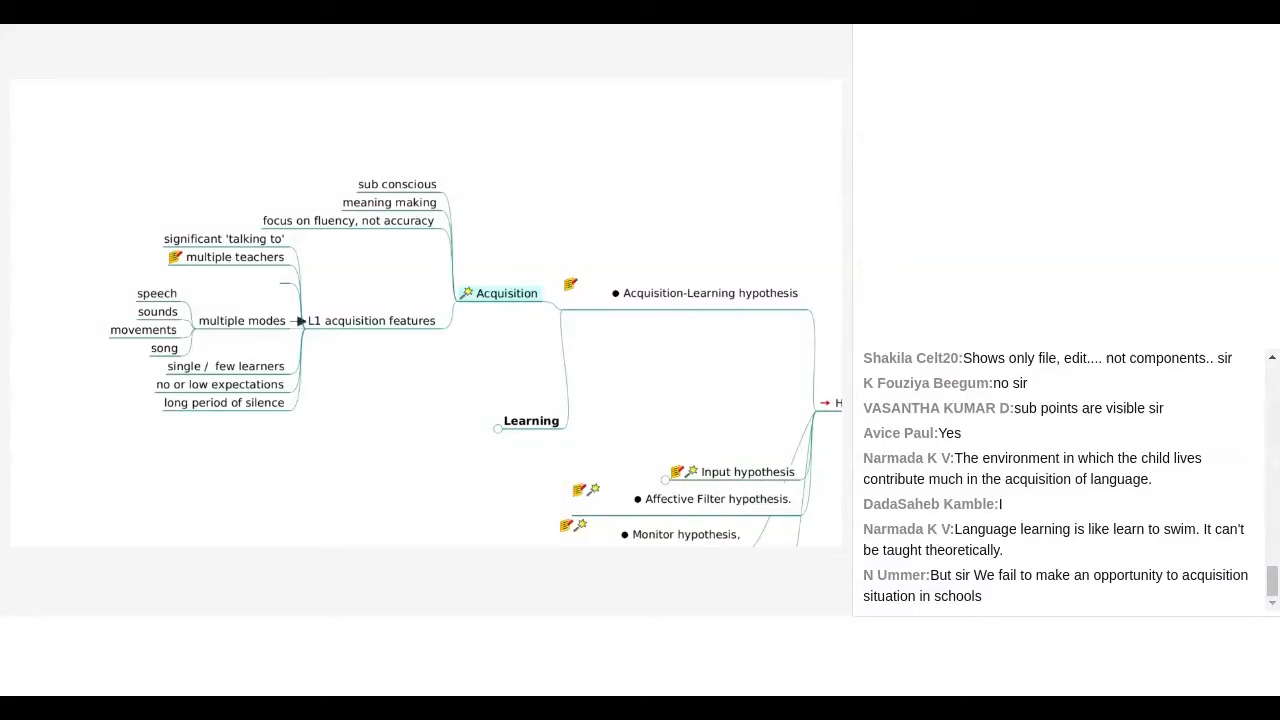 sub conscious
meaning making
focus on fluency, not accuracy
significant 'talking to'
multiple teachers
speech
sounds
movements
song
multiple modes
L1 acquisition features
single / few learners
no or low expectations
long period of silence
Acquisition
● Acquisition-Learning hypothesis
Learning
H
Input hypothesis
● Affective Filter hypothesis.
● Monitor hypothesis,
Shakila Celt20:Shows only file, edit.... not components.. sir
K Fouziya Beegum:no sir
VASANTHA KUMAR D:sub points are visible sir
Avice Paul:Yes
Narmada K V:The environment in which the child lives
contribute much in the acquisition of language.
DadaSaheb Kamble:I
Narmada K V:Language learning is like learn to swim. It can't
be taught theoretically.
N Ummer:But sir We fail to make an opportunity to acquisition
situation in schools